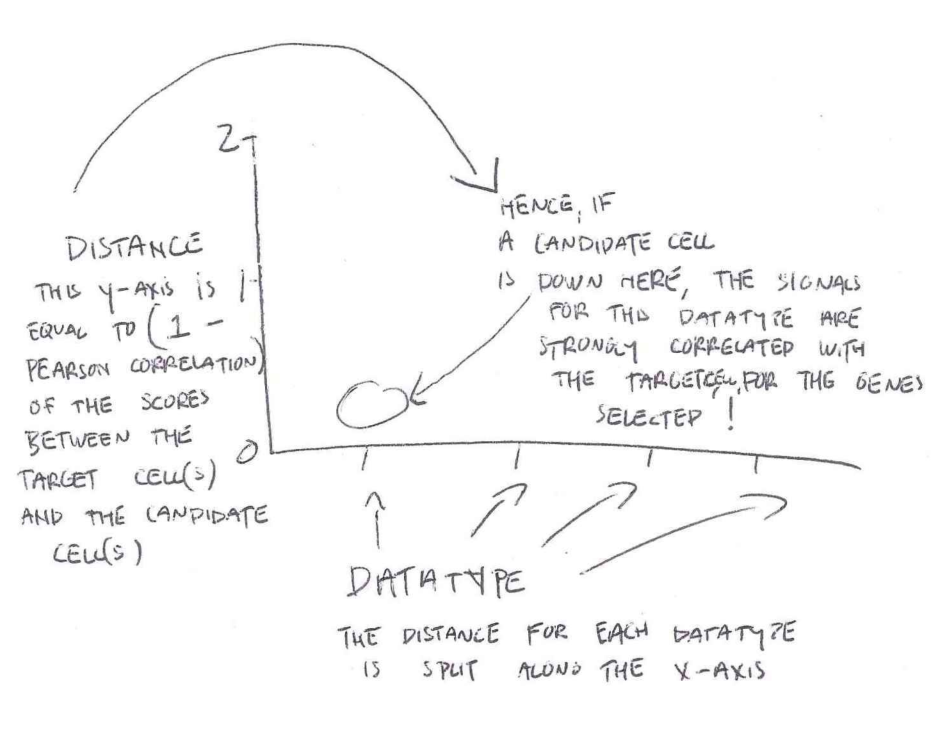 2
1
0
DISTANCE
THIS Y-AXIS IS
EQUAL TO (1 -
PEARSON CORRELATION)
OF THE SCORES
BETWEEN THE
TARGET CELL(S)
AND THE CANDIDATE
CELL(S)
HENCE, IF
A CANDIDATE CELL
IS DOWN HERE, THE SIGNALS
FOR THIS DATATYPE ARE
STRONGLY CORRELATED WITH
THE TARGET CELL, FOR THE GENES
SELECTED!
DATATYPE
THE DISTANCE FOR EACH DATATYPE
IS SPLIT ALONG THE X-AXIS